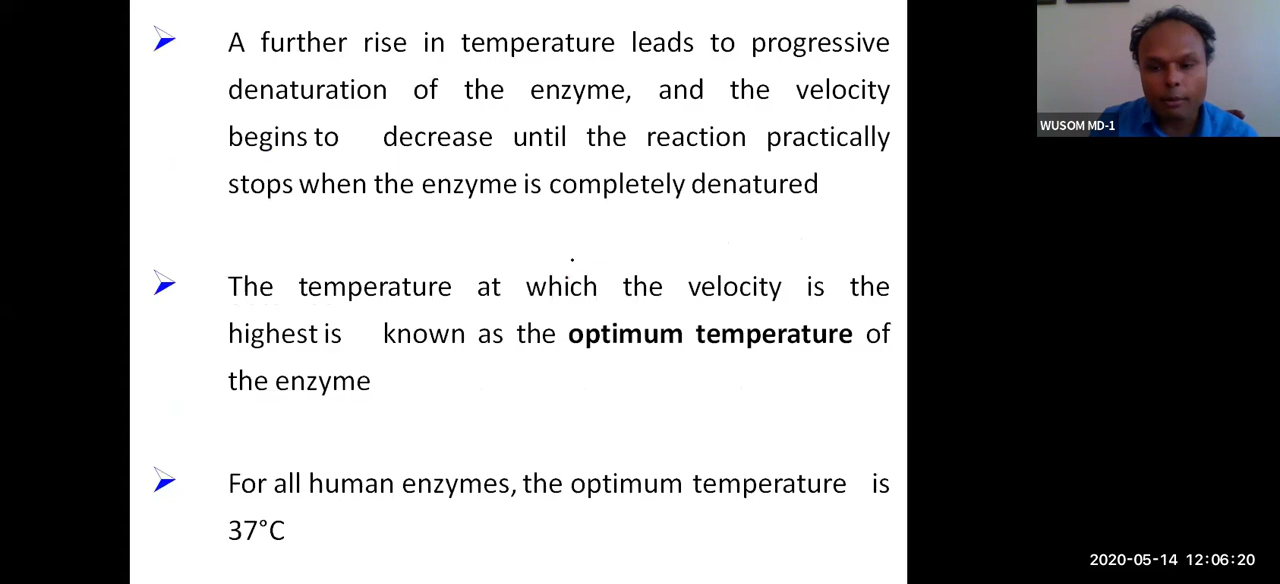 A further rise in temperature leads to progressive
denaturation of the enzyme, and the velocity
begins to decrease until the reaction practically
stops when the enzyme is completely denatured
The temperature at which the velocity is the
highest is known as the optimum temperature of
the enzyme
For all human enzymes, the optimum temperature is
37°C
WUSOM MD-1
2020-05-14 12:06:20